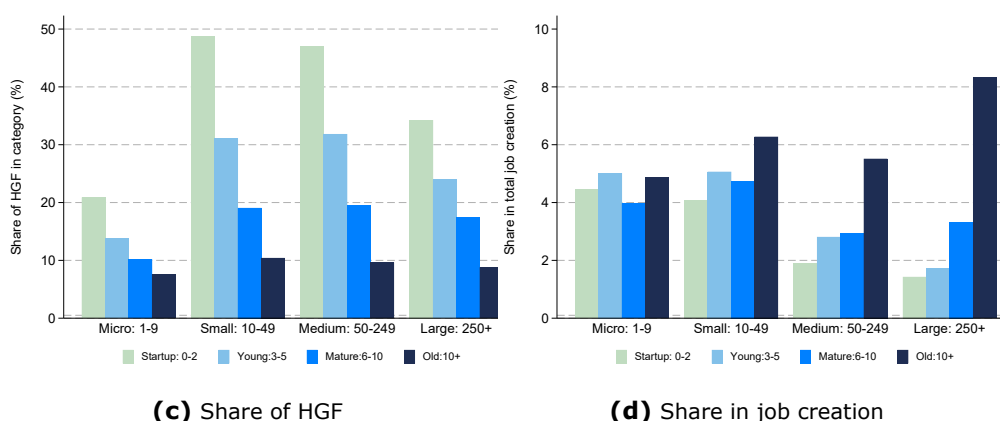 Share of HGF in category (%)
50
40
30
20
10
0
Micro: 1-9 Small: 10-49 Medium: 50-249 Large: 250+
Startup: 0-2 Young:3-5 Mature:6-10 Old:10+
(c) Share of HGF
Share in total job creation (%)
10
8
6
4
2
0
Micro: 1-9 Small: 10-49 Medium: 50-249 Large: 250+
Startup: 0-2 Young:3-5 Mature:6-10 Old:10+
(d) Share in job creation